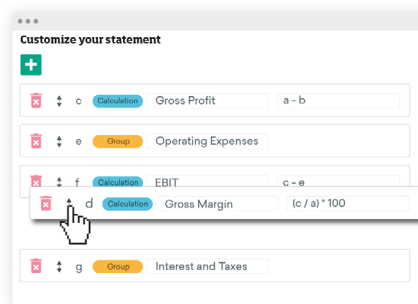 Customize your statement
+
c Calculation Gross Profit a - b
e Group Operating Expenses
f Calculation EBIT c - e
d Calculation Gross Margin (c / a) * 100
g Group Interest and Taxes